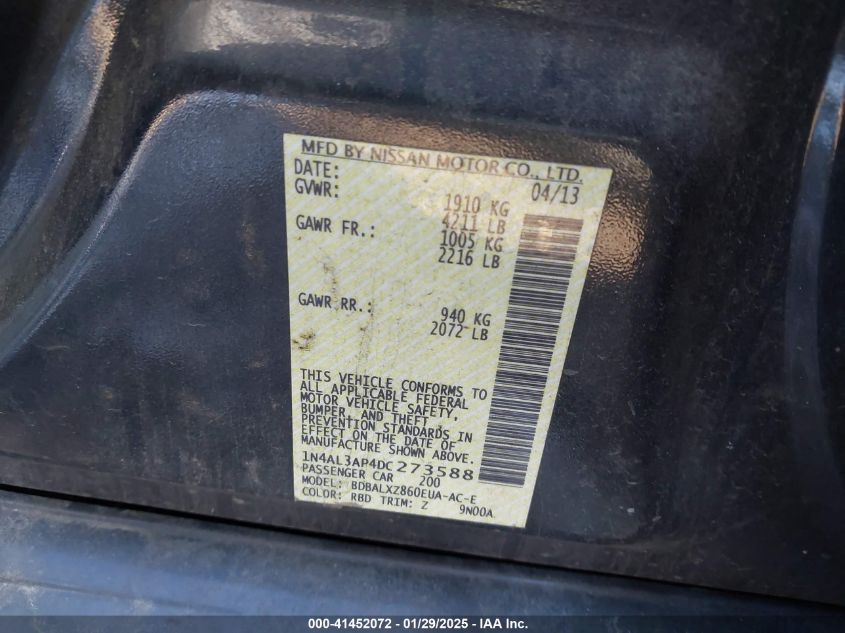 MFD BY NISSAN MOTOR CO., LTD.
DATE: 04/13
GVWR: 1910 KG
4211 LB
GAWR FR.: 1005 KG
2216 LB
GAWR RR.: 940 KG
2072 LB
THIS VEHICLE CONFORMS TO
ALL APPLICABLE FEDERAL
MOTOR VEHICLE SAFETY,
BUMPER, AND THEFT
PREVENTION STANDARDS IN
EFFECT ON THE DATE OF
MANUFACTURE SHOWN ABOVE.
1N4AL3AP4DC273588
PASSENGER CAR 200
MODEL: BDBALXZ860EUA-AC-E
COLOR: RBD TRIM: Z 9N00A
000-41452072 — 01/29/2025 — Copyright © IAA, Inc.